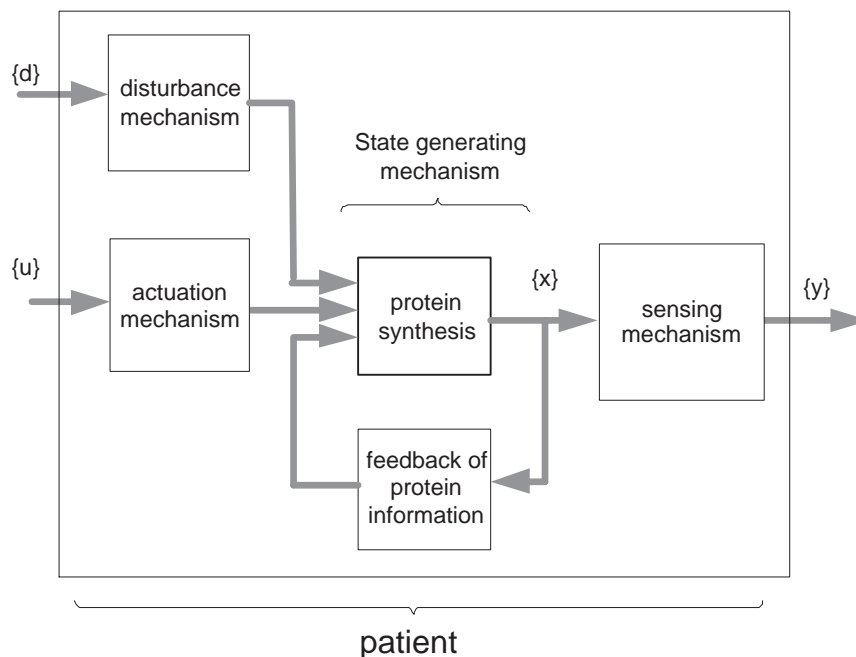 {d}
disturbance
mechanism
State generating
mechanism
{u}
actuation
mechanism
protein
synthesis
{x}
sensing
mechanism
{y}
feedback of
protein
information
patient